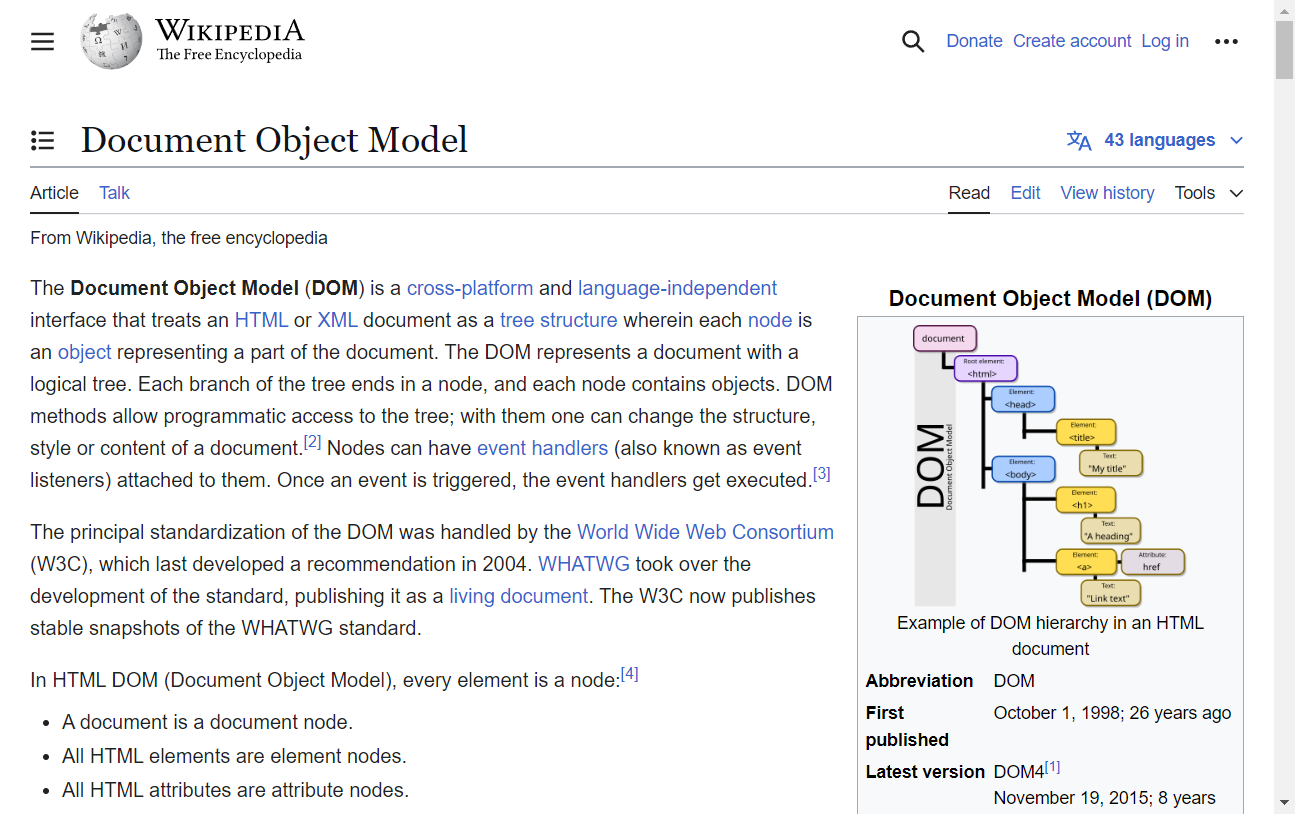 WIKIPEDIA
The Free Encyclopedia
Donate Create account Log in
Document Object Model
43 languages
Article Talk
Read Edit View history Tools
From Wikipedia, the free encyclopedia
The Document Object Model (DOM) is a cross-platform and language-independent
interface that treats an HTML or XML document as a tree structure wherein each node is
an object representing a part of the document. The DOM represents a document with a
logical tree. Each branch of the tree ends in a node, and each node contains objects. DOM
methods allow programmatic access to the tree; with them one can change the structure,
style or content of a document.[2] Nodes can have event handlers (also known as event
listeners) attached to them. Once an event is triggered, the event handlers get executed.[3]
The principal standardization of the DOM was handled by the World Wide Web Consortium
(W3C), which last developed a recommendation in 2004. WHATWG took over the
development of the standard, publishing it as a living document. The W3C now publishes
stable snapshots of the WHATWG standard.
In HTML DOM (Document Object Model), every element is a node:[4]
• A document is a document node.
• All HTML elements are element nodes.
• All HTML attributes are attribute nodes.
Document Object Model (DOM)
DOM
Document Object Model
document
Root element:
<html>
Element:
<head>
Element:
<title>
Text:
"My title"
Element:
<body>
Element:
<h1>
Text:
"A heading"
Element:
<a>
Attribute:
href
Text:
"Link text"
Example of DOM hierarchy in an HTML
document
Abbreviation DOM
First October 1, 1998; 26 years ago
published
Latest version DOM4[1]
November 19, 2015; 8 years